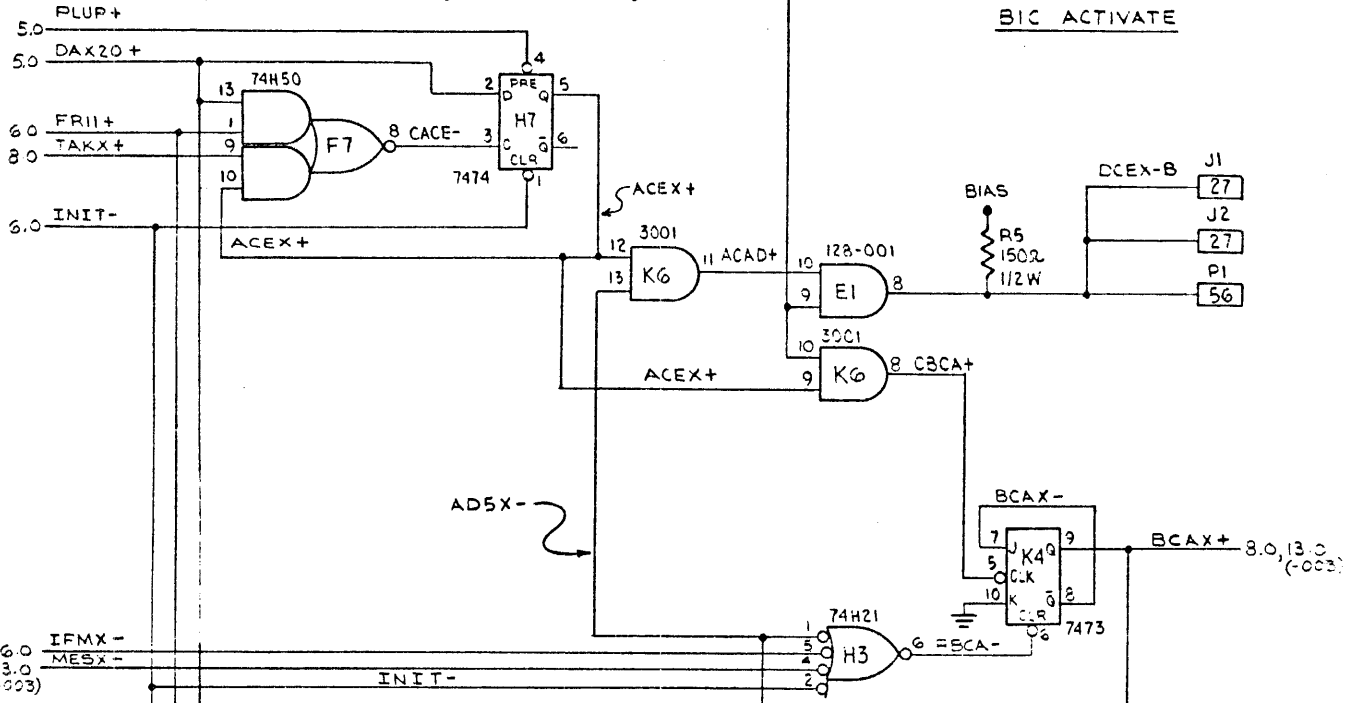 BIC ACTIVATE
PLUP+
5.0
DAX20+
5.0
74H50
13
FRII+
6.0
1
TAKX+
8.0
9
10
F7
8 CACE-
4
PRE
2 D Q 5
H7
3 C Q̅ 6
CLR
7474
1
INIT-
6.0
ACEX+
ACEX+
3001
12
13
K6
11 ACAD+
128-001
10
9
E1
8
BIAS
R5
150Ω
1/2W
DCEX-B
J1
27
J2
27
P1
56
3001
10
9
K6
8 CBCA+
ACEX+
AD5X-
BCAX-
7 J Q 9
K4
5 CLK
10 K Q̅ 8
CLR
6
7473
BCAX+
8.0, 13.0
(-003)
74H21
1
5
4
2
H3
6
BCA-
IFMX-
6.0
MESX-
3.0
003)
INIT-